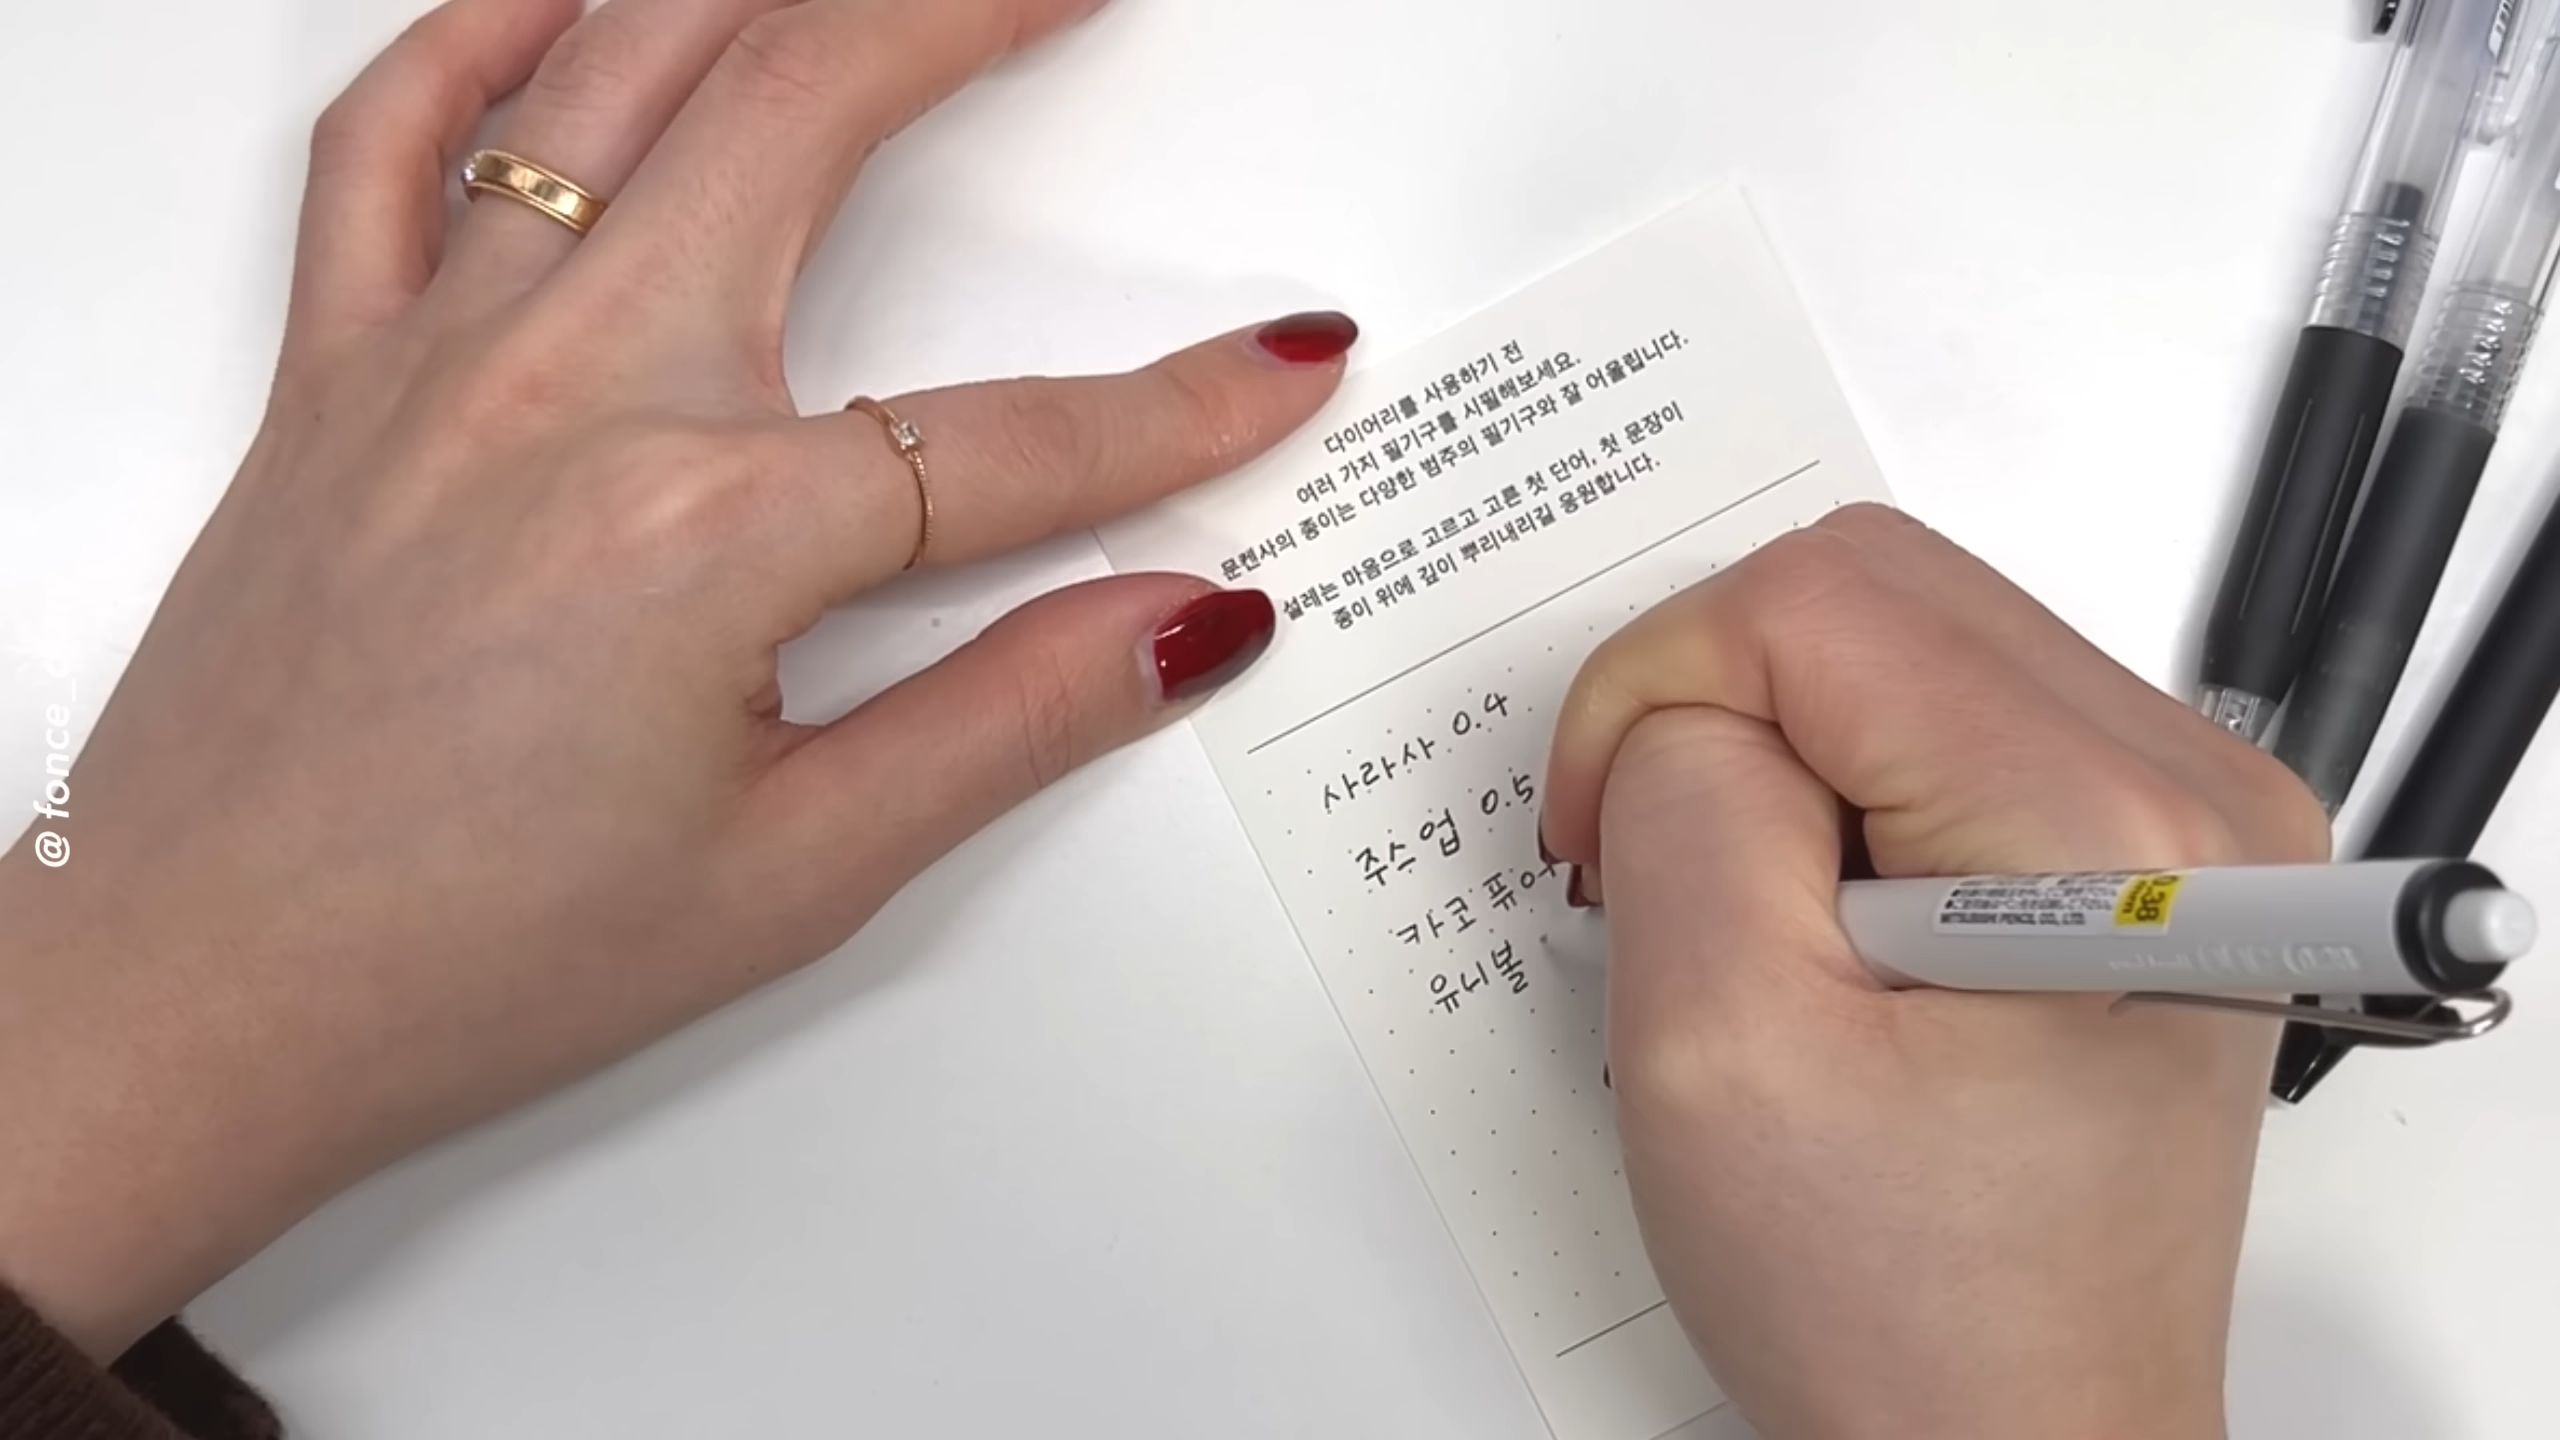 다이어리를 사용하기 전
여러 가지 필기구를 시필해보세요.
문켄사의 종이는 다양한 범주의 필기구와 잘 어울립니다.
설레는 마음으로 고르고 고른 첫 단어, 첫 문장이
종이 위에 깊이 뿌리내리길 응원합니다.
사라사 0.4
주스업 0.5
카코 퓨어
유니볼
0.38
mm
MITSUBISHI PENCIL CO., LTD.
@fonce_